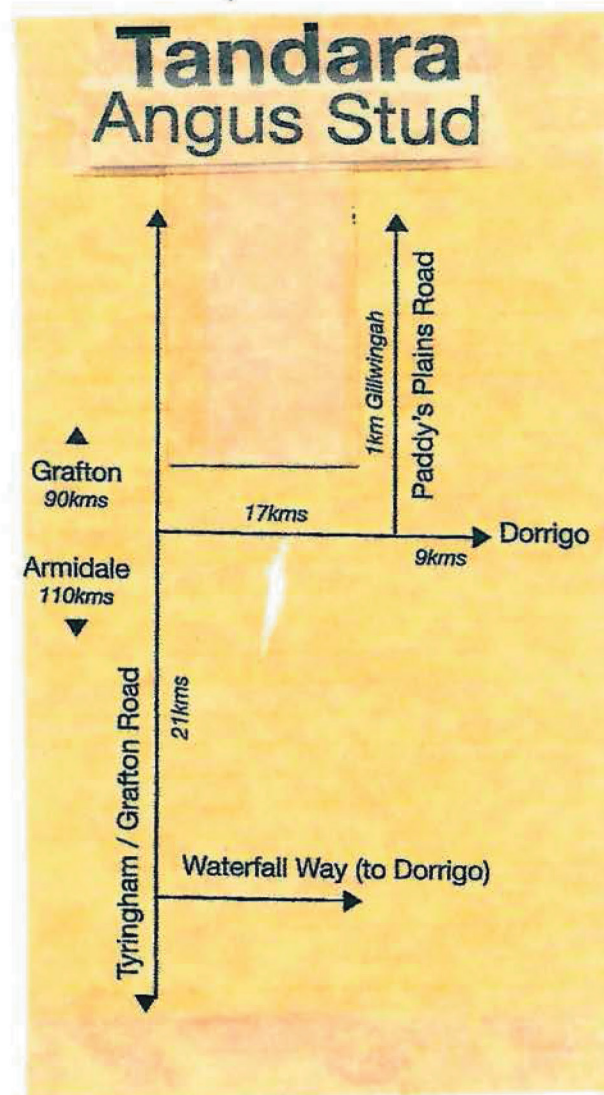 Tandara
Angus Stud
1km Gillwingah
Paddy's Plains Road
Grafton
90kms
17kms
Dorrigo
9kms
Armidale
110kms
21kms
Tyringham / Grafton Road
Waterfall Way (to Dorrigo)